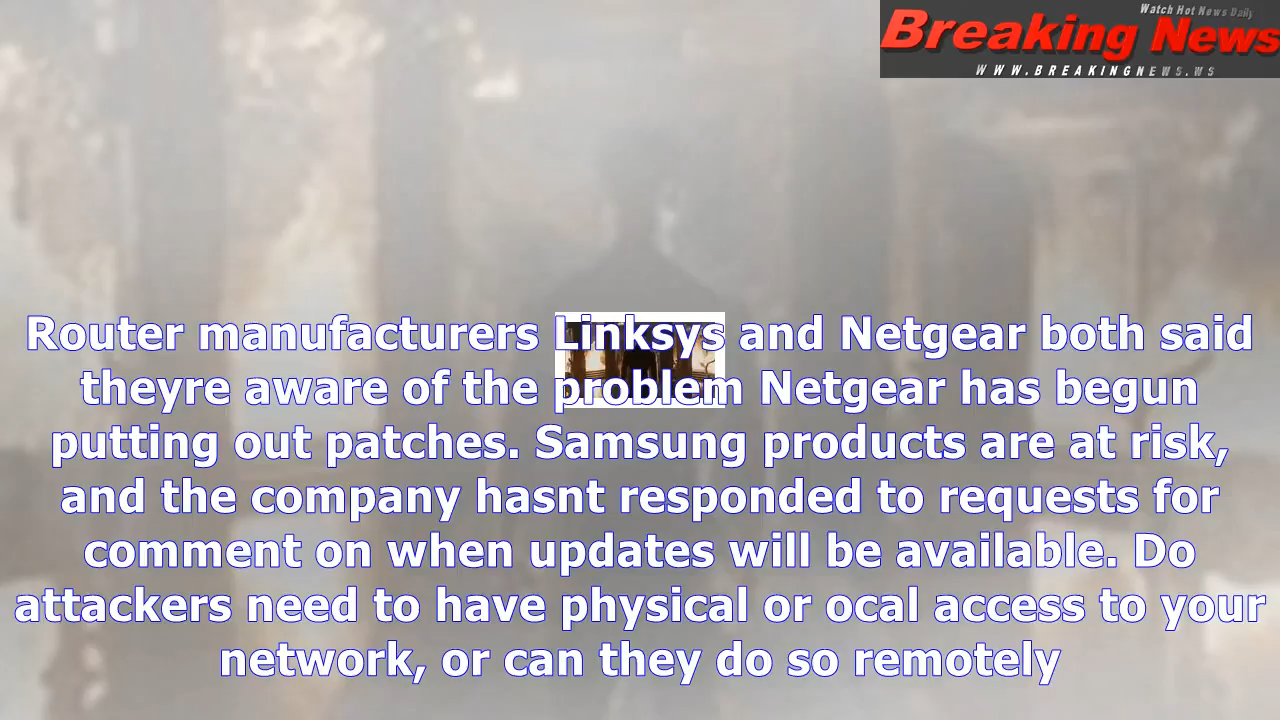 Watch Hot News Daily
Breaking News
WWW.BREAKINGNEWS.WS
Router manufacturers Linksys and Netgear both said
theyre aware of the problem Netgear has begun
putting out patches. Samsung products are at risk,
and the company hasnt responded to requests for
comment on when updates will be available. Do
attackers need to have physical or ocal access to your
network, or can they do so remotely